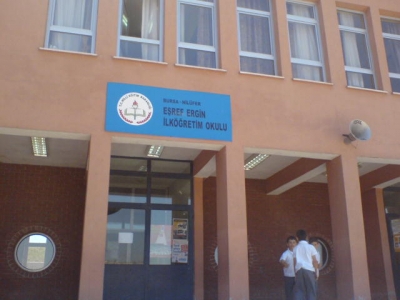 BURSA - NİLÜFER
EŞREF ERGİN
İLKÖĞRETİM OKULU